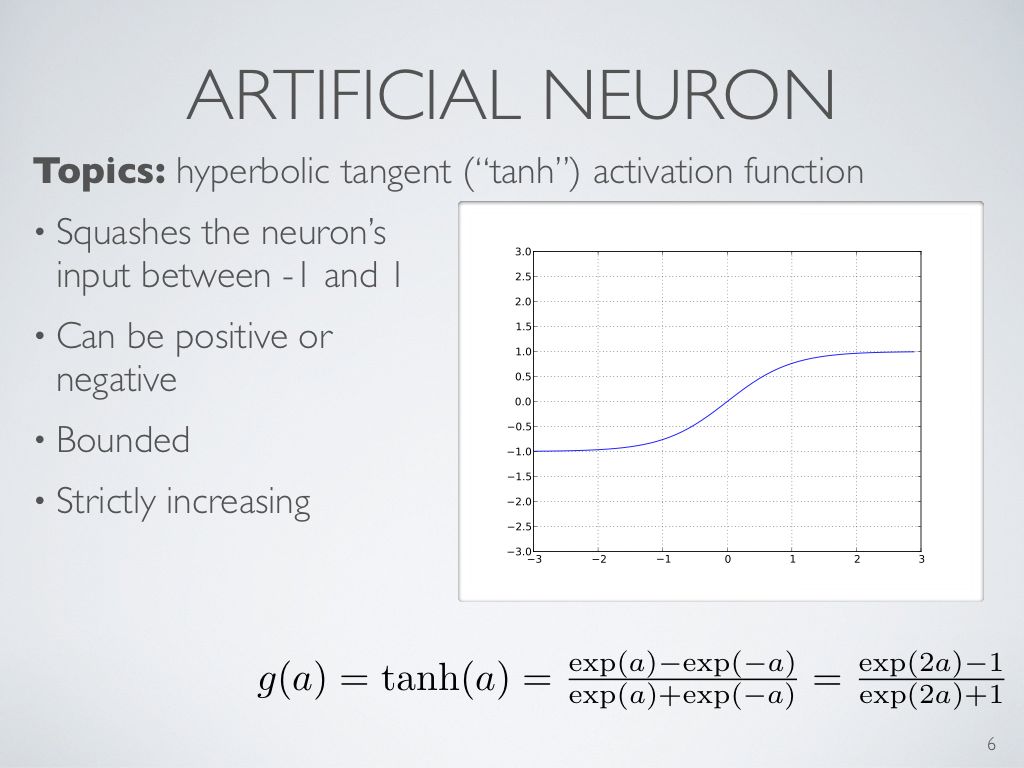 ARTIFICIAL NEURON
Topics: hyperbolic tangent (“tanh”) activation function
• Squashes the neuron’s
input between -1 and 1
• Can be positive or
negative
• Bounded
• Strictly increasing
3.0
2.5
2.0
1.5
1.0
0.5
0.0
−0.5
−1.0
−1.5
−2.0
−2.5
−3.0
−3 −2 −1 0 1 2 3
g(a) = tanh(a) = exp(a)−exp(−a) / exp(a)+exp(−a) = exp(2a)−1 / exp(2a)+1
6